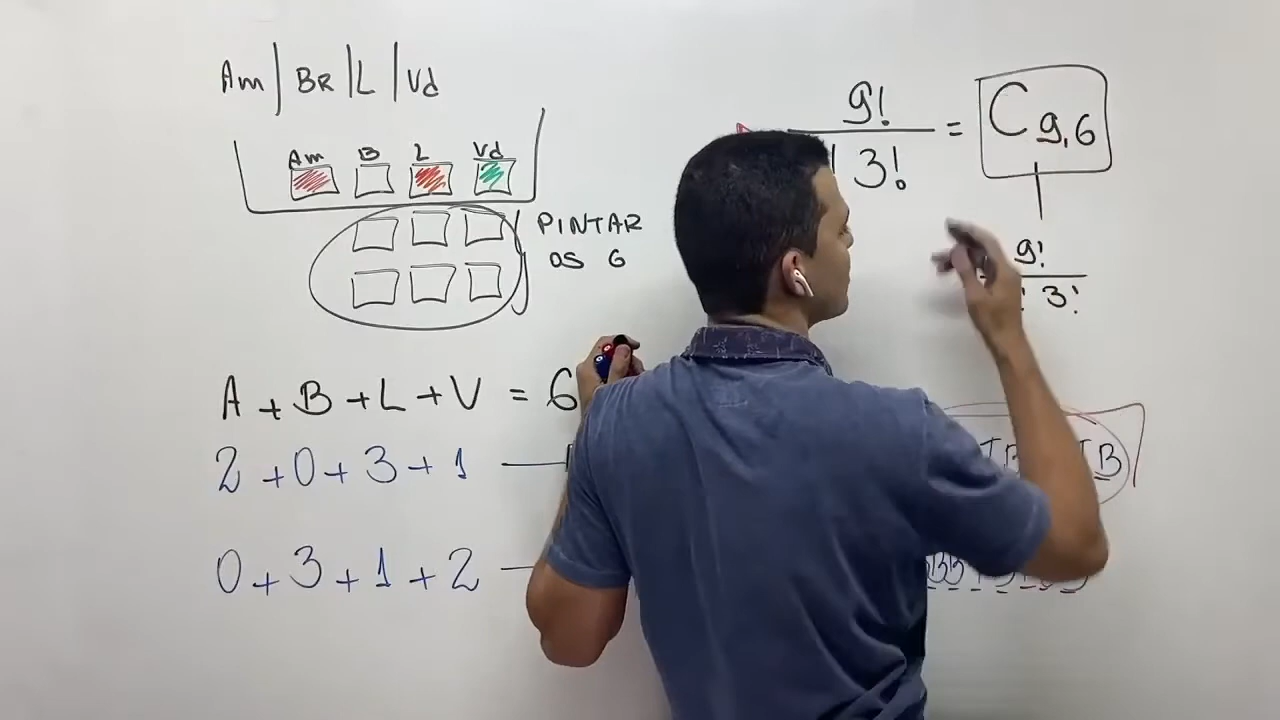 Am | BR | L | Vd
Am B L Vd
PINTAR
OS 6
A + B + L + V = 6
2 + 0 + 3 + 1
0 + 3 + 1 + 2
9!
3! = C9,6
9!
! 3!
B